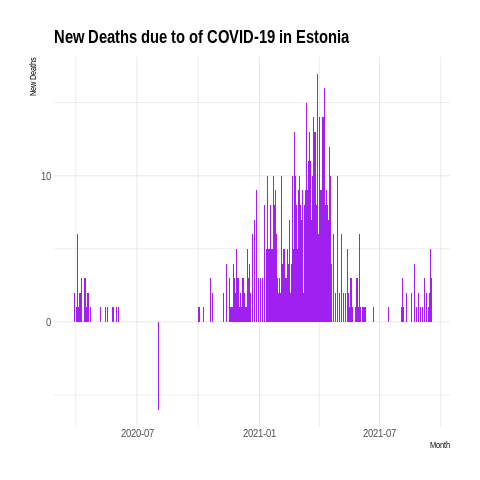 New Deaths due to of COVID-19 in Estonia
New Deaths
10
0
2020-07
2021-01
2021-07
Month